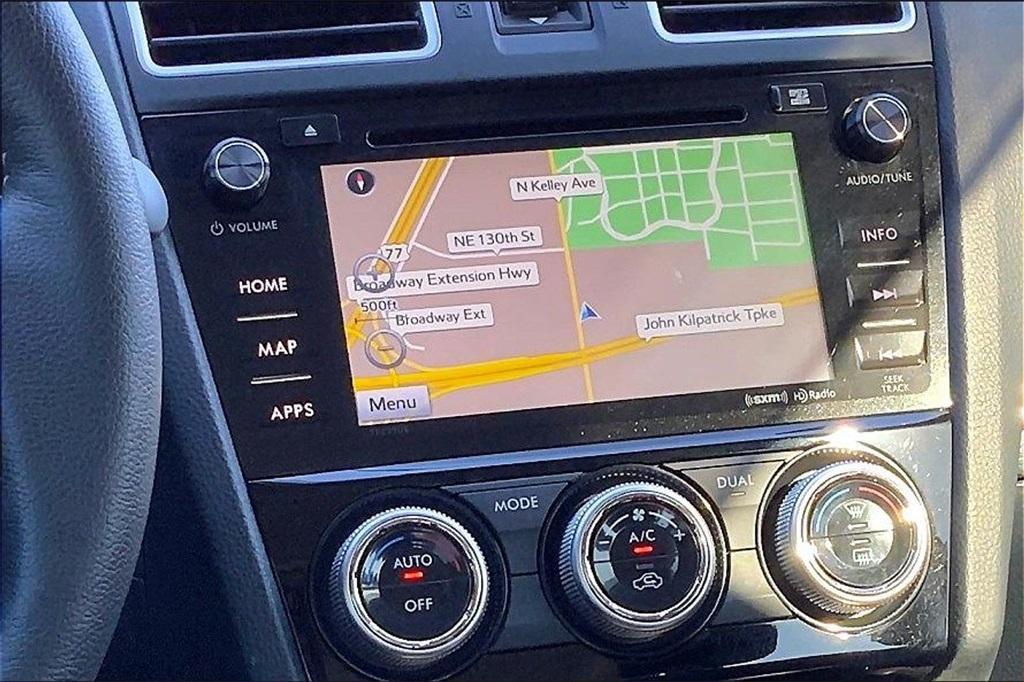 VOLUME
HOME
MAP
APPS
N Kelley Ave
NE 130th St
77
Broadway Extension Hwy
500ft
Broadway Ext
John Kilpatrick Tpke
Menu
((SXM)) HD Radio
AUDIO/TUNE
INFO
SEEK
TRACK
MODE
DUAL
AUTO
OFF
A/C
- +